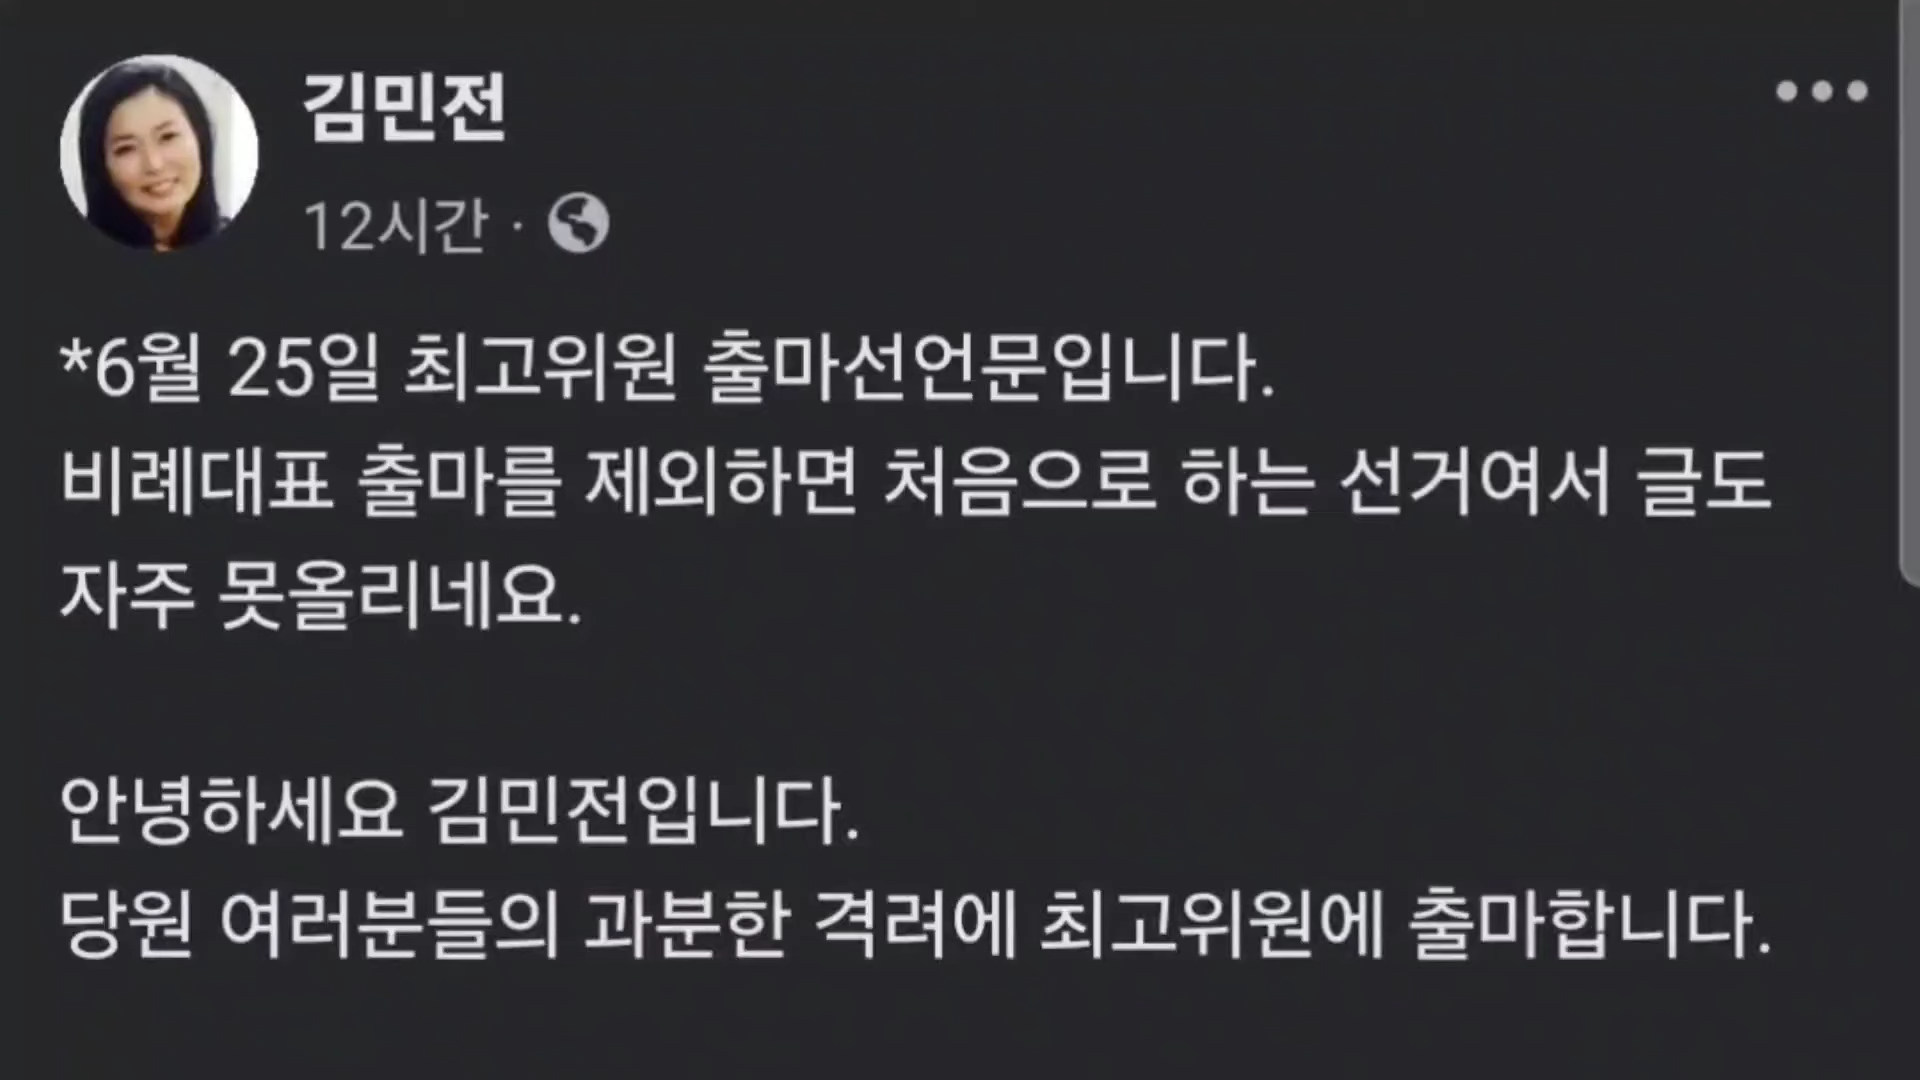 김민전
12시간 ·
*6월 25일 최고위원 출마선언문입니다.
비례대표 출마를 제외하면 처음으로 하는 선거여서 글도
자주 못올리네요.
안녕하세요 김민전입니다.
당원 여러분들의 과분한 격려에 최고위원에 출마합니다.